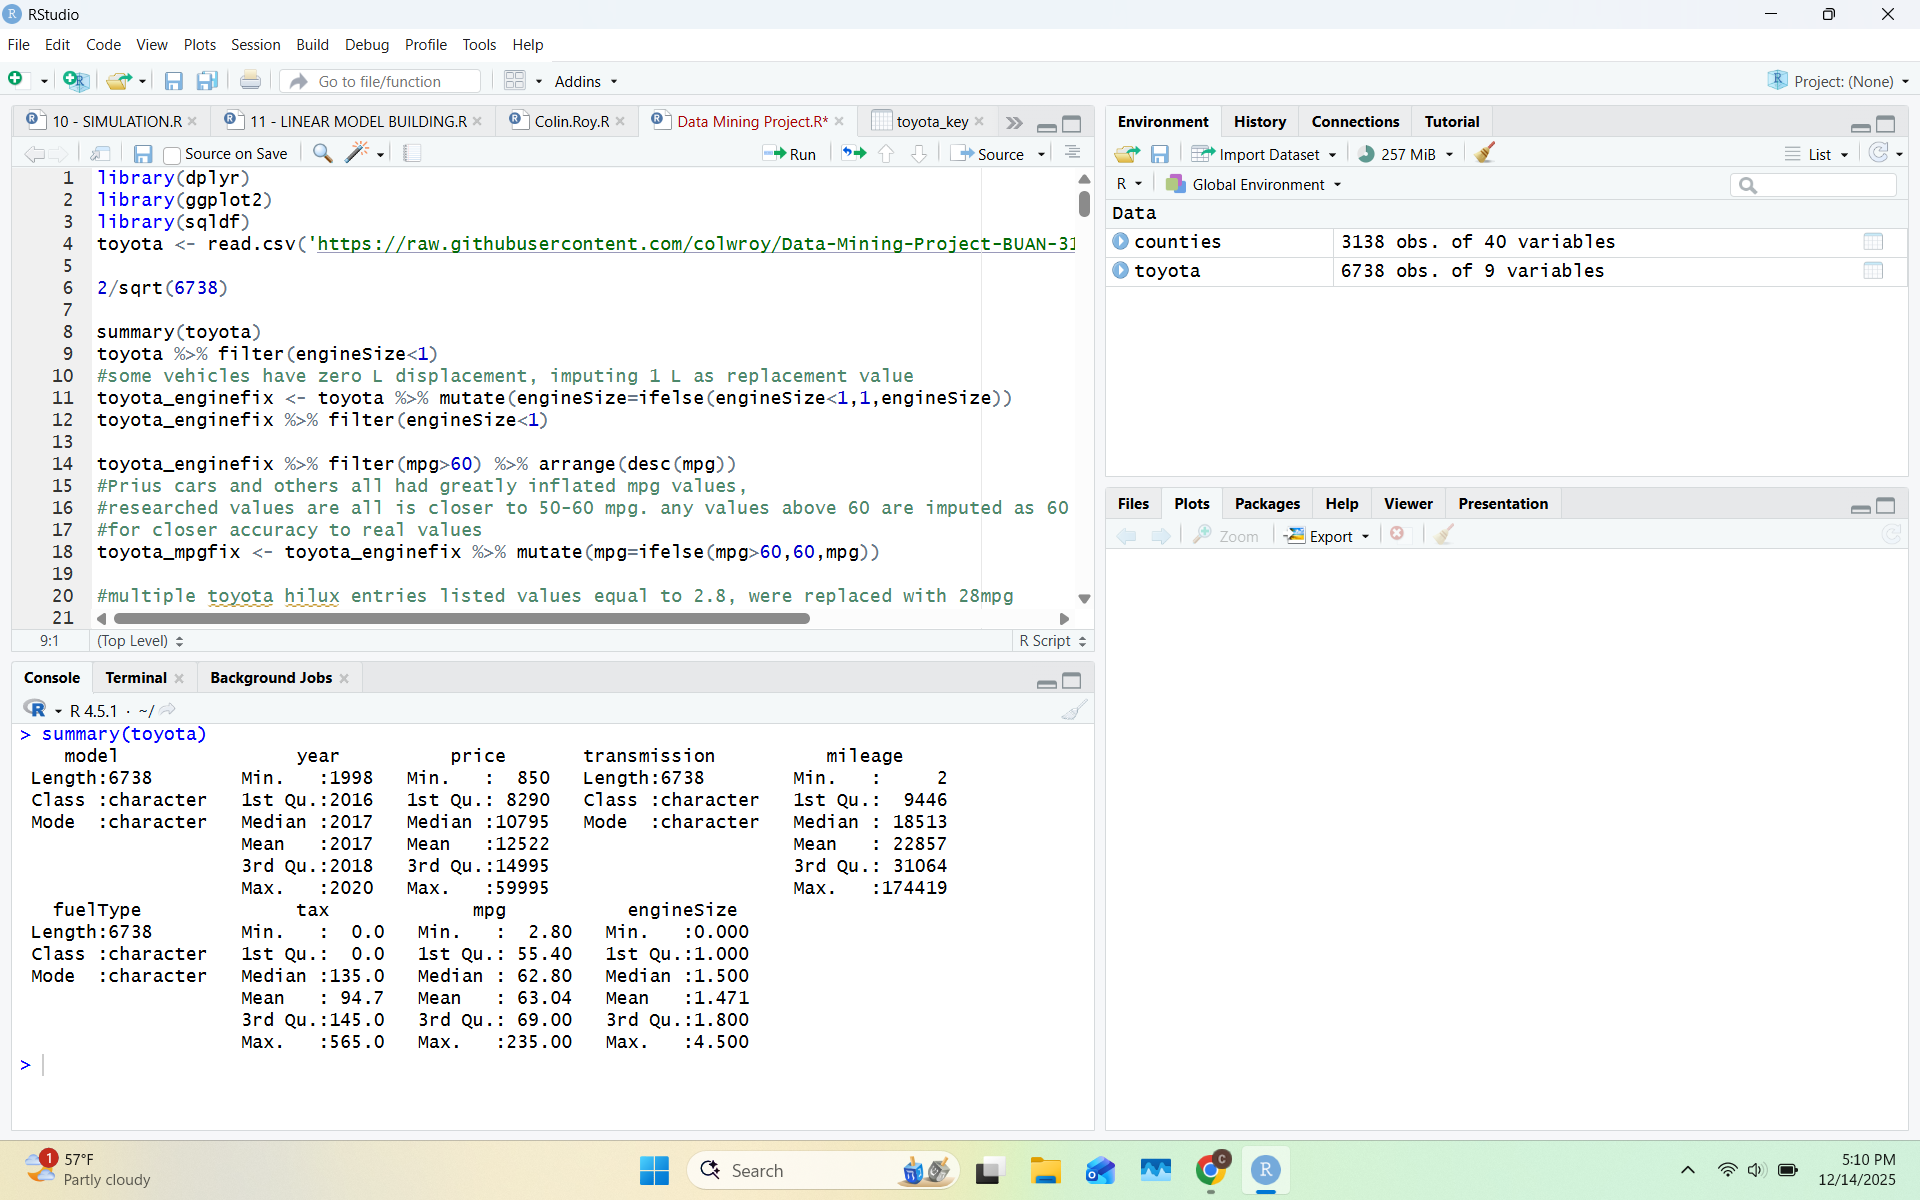 RStudio
File Edit Code View Plots Session Build Debug Profile Tools Help
Go to file/function Addins Project: (None)
10 - SIMULATION.R 11 - LINEAR MODEL BUILDING.R Colin.Roy.R Data Mining Project.R* toyota_key
Source on Save Run Source
1 library(dplyr)
2 library(ggplot2)
3 library(sqldf)
4 toyota <- read.csv('https://raw.githubusercontent.com/colwroy/Data-Mining-Project-BUAN-31
5
6 2/sqrt(6738)
7
8 summary(toyota)
9 toyota %>% filter(engineSize<1)
10 #some vehicles have zero L displacement, imputing 1 L as replacement value
11 toyota_enginefix <- toyota %>% mutate(engineSize=ifelse(engineSize<1,1,engineSize))
12 toyota_enginefix %>% filter(engineSize<1)
13
14 toyota_enginefix %>% filter(mpg>60) %>% arrange(desc(mpg))
15 #Prius cars and others all had greatly inflated mpg values,
16 #researched values are all is closer to 50-60 mpg. any values above 60 are imputed as 60
17 #for closer accuracy to real values
18 toyota_mpgfix <- toyota_enginefix %>% mutate(mpg=ifelse(mpg>60,60,mpg))
19
20 #multiple toyota hilux entries listed values equal to 2.8, were replaced with 28mpg
21
9:1 (Top Level) R Script
Console Terminal Background Jobs
R 4.5.1 · ~/
> summary(toyota)
model year price transmission mileage
Length:6738 Min. :1998 Min. : 850 Length:6738 Min. : 2
Class :character 1st Qu.:2016 1st Qu.: 8290 Class :character 1st Qu.: 9446
Mode :character Median :2017 Median :10795 Mode :character Median : 18513
Mean :2017 Mean :12522 Mean : 22857
3rd Qu.:2018 3rd Qu.:14995 3rd Qu.: 31064
Max. :2020 Max. :59995 Max. :174419
fuelType tax mpg engineSize
Length:6738 Min. : 0.0 Min. : 2.80 Min. :0.000
Class :character 1st Qu.: 0.0 1st Qu.: 55.40 1st Qu.:1.000
Mode :character Median :135.0 Median : 62.80 Median :1.500
Mean : 94.7 Mean : 63.04 Mean :1.471
3rd Qu.:145.0 3rd Qu.: 69.00 3rd Qu.:1.800
Max. :565.0 Max. :235.00 Max. :4.500
>
Environment History Connections Tutorial
Import Dataset 257 MiB List
R Global Environment
Data
counties 3138 obs. of 40 variables
toyota 6738 obs. of 9 variables
Files Plots Packages Help Viewer Presentation
Zoom Export
1 57°F
Partly cloudy
Search
C
R
5:10 PM
12/14/2025